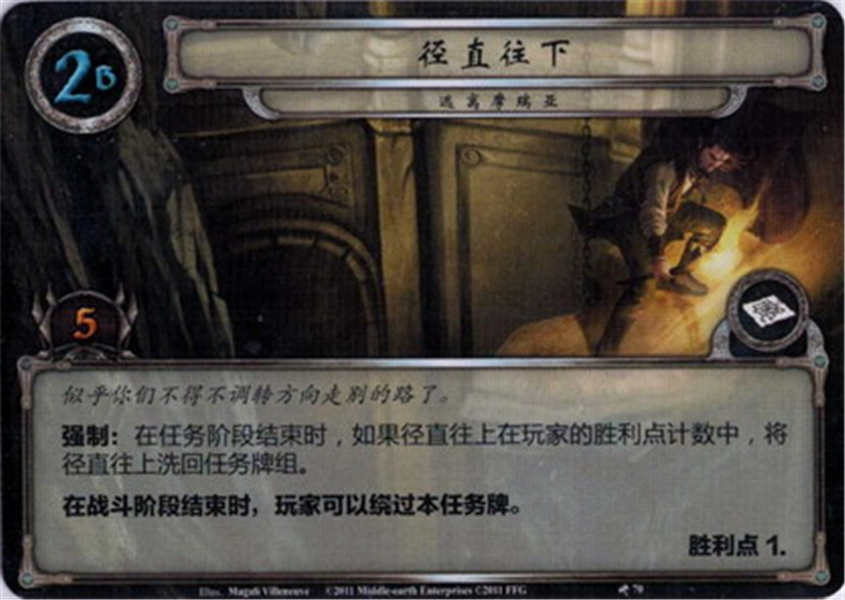 2B
径直往下
逃离摩瑞亚
5
似乎你们不得不调转方向走别的路了。
强制：在任务阶段结束时，如果径直往上在玩家的胜利点计数中，将
径直往上洗回任务牌组。
在战斗阶段结束时，玩家可以绕过本任务牌。
胜利点 1.
Illus. Magali Villeneuve ©2011 Middle-earth Enterprises ©2011 FFG 70